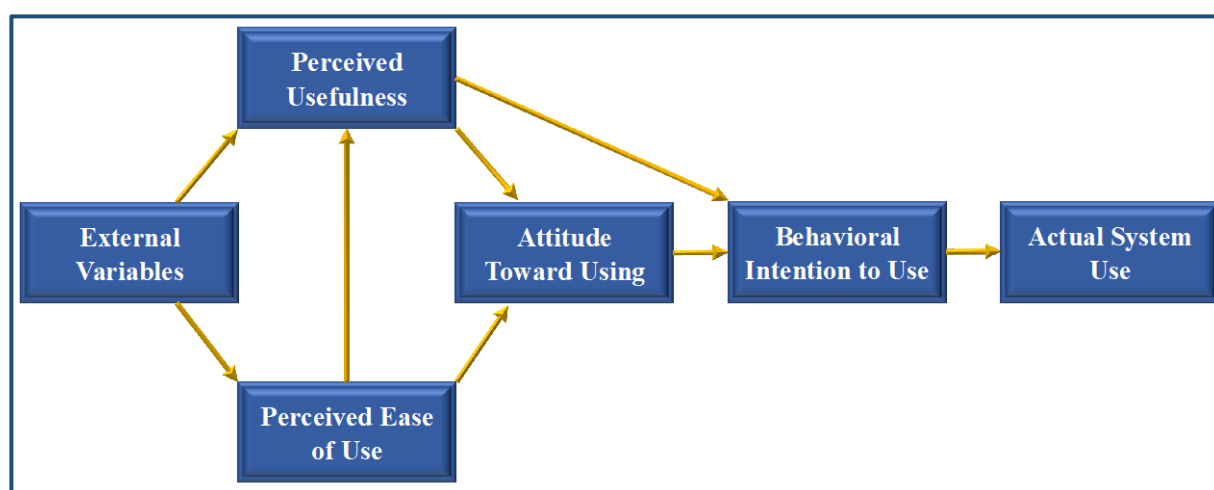 Perceived
Usefulness
External
Variables
Attitude
Toward Using
Behavioral
Intention to Use
Actual System
Use
Perceived Ease
of Use